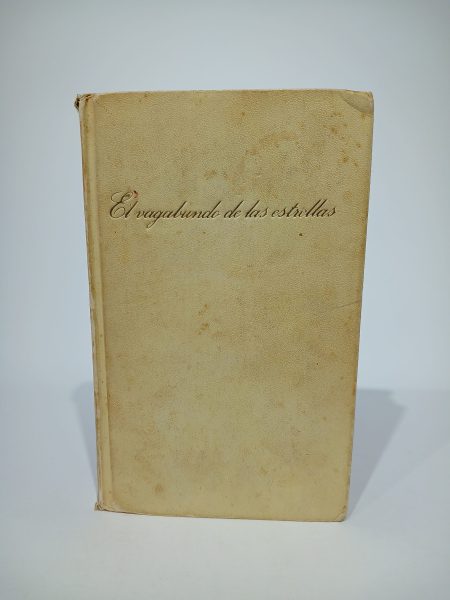 El vagabundo de las estrellas